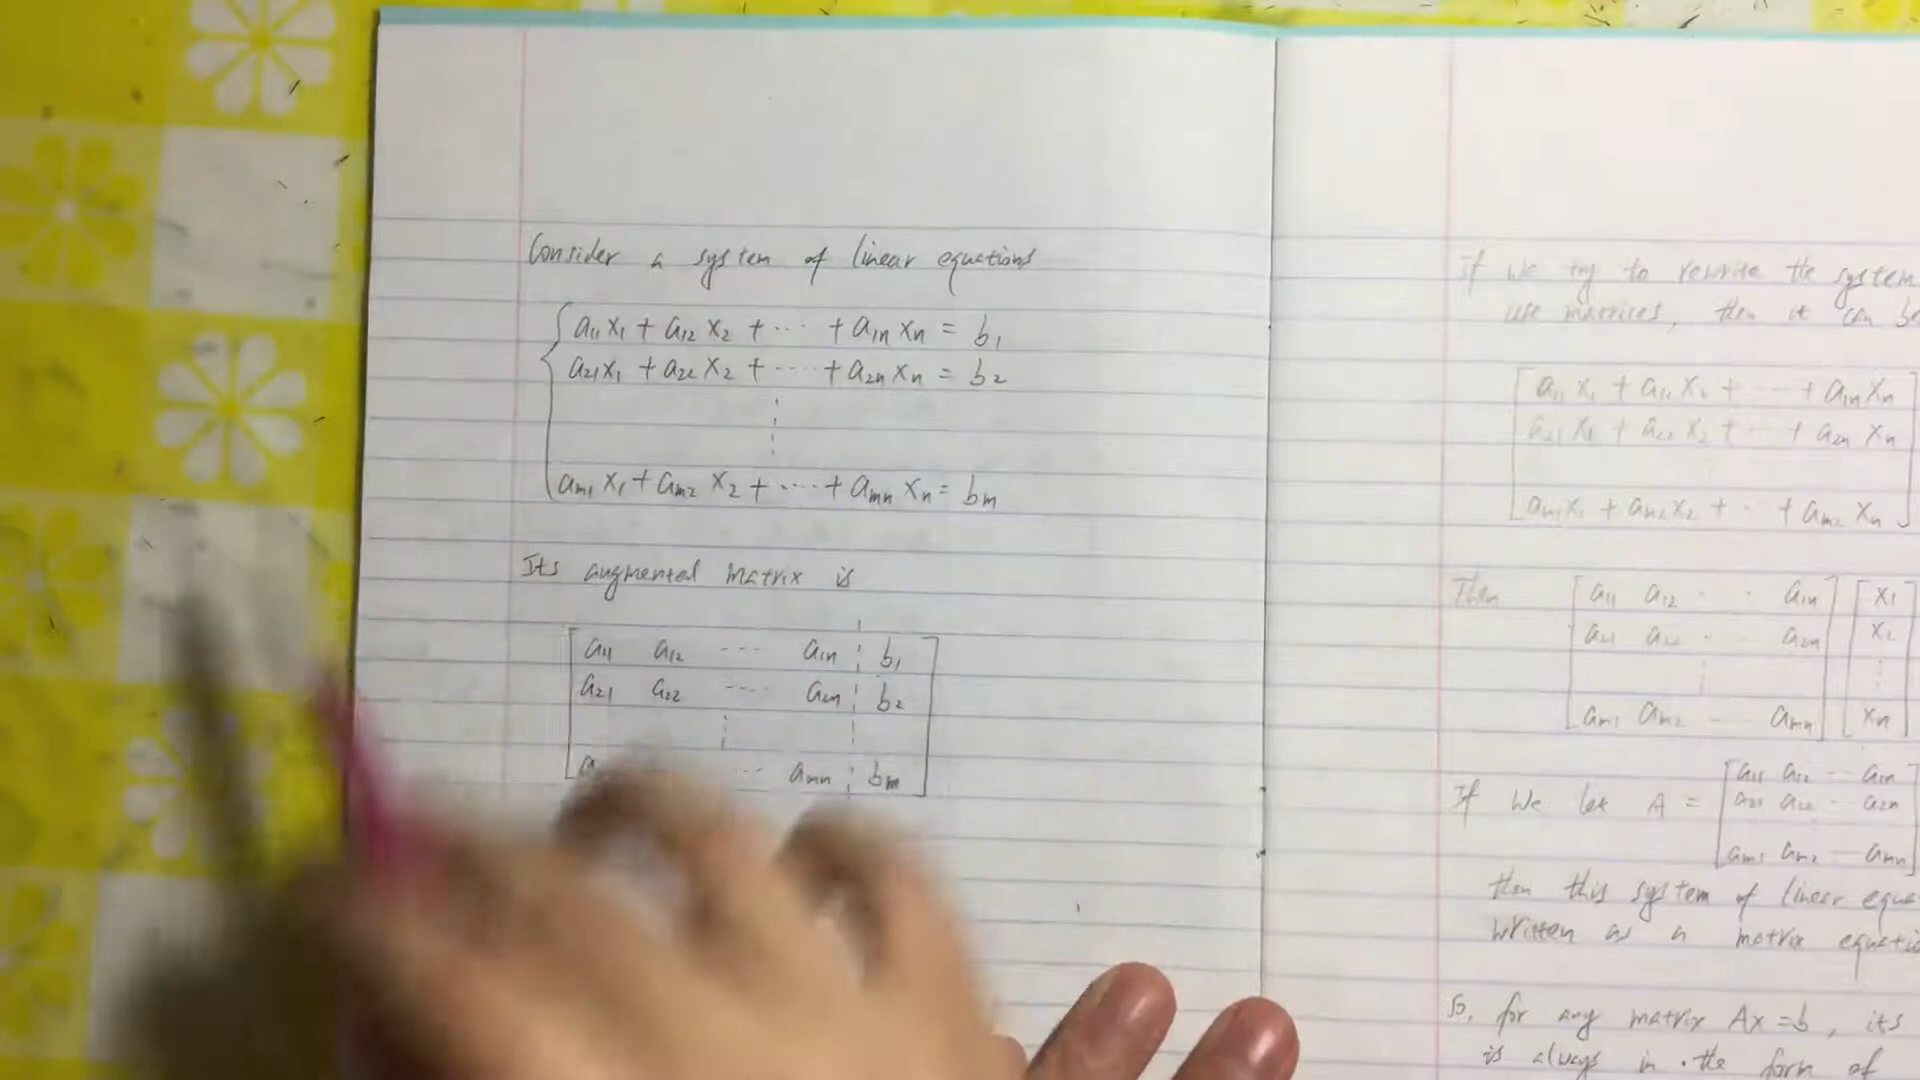 Consider a system of linear equations
a11 x1 + a12 x2 + ··· + a1n xn = b1
a21 x1 + a22 x2 + ···· + a2n xn = b2
am1 x1 + am2 x2 + ···· + amn xn = bm
Its augmented matrix is
a11 a12 --- a1n ¦ b1
a21 a22 ---- a2n ¦ b2
a ··· amn ¦ bm
if we try to rewrite the system
use matrices, then it can be
a11 x1 + a12 x2 + ··· + a1n xn
a21 x1 + a22 x2 + ·· + a2n xn
am1 x1 + am2 x2 + ·· + am2 xn
Then a11 a12 · · a1n x1
a21 a22 · · a2n x2
am1 am2 – ·· amn xn
If we let A = a11 a12 -- a1n
a21 a22 - a2n
am1 am2 — amn
then this system of linear
written as a matrix
So, for any matrix Ax = b, its
is always in the form of